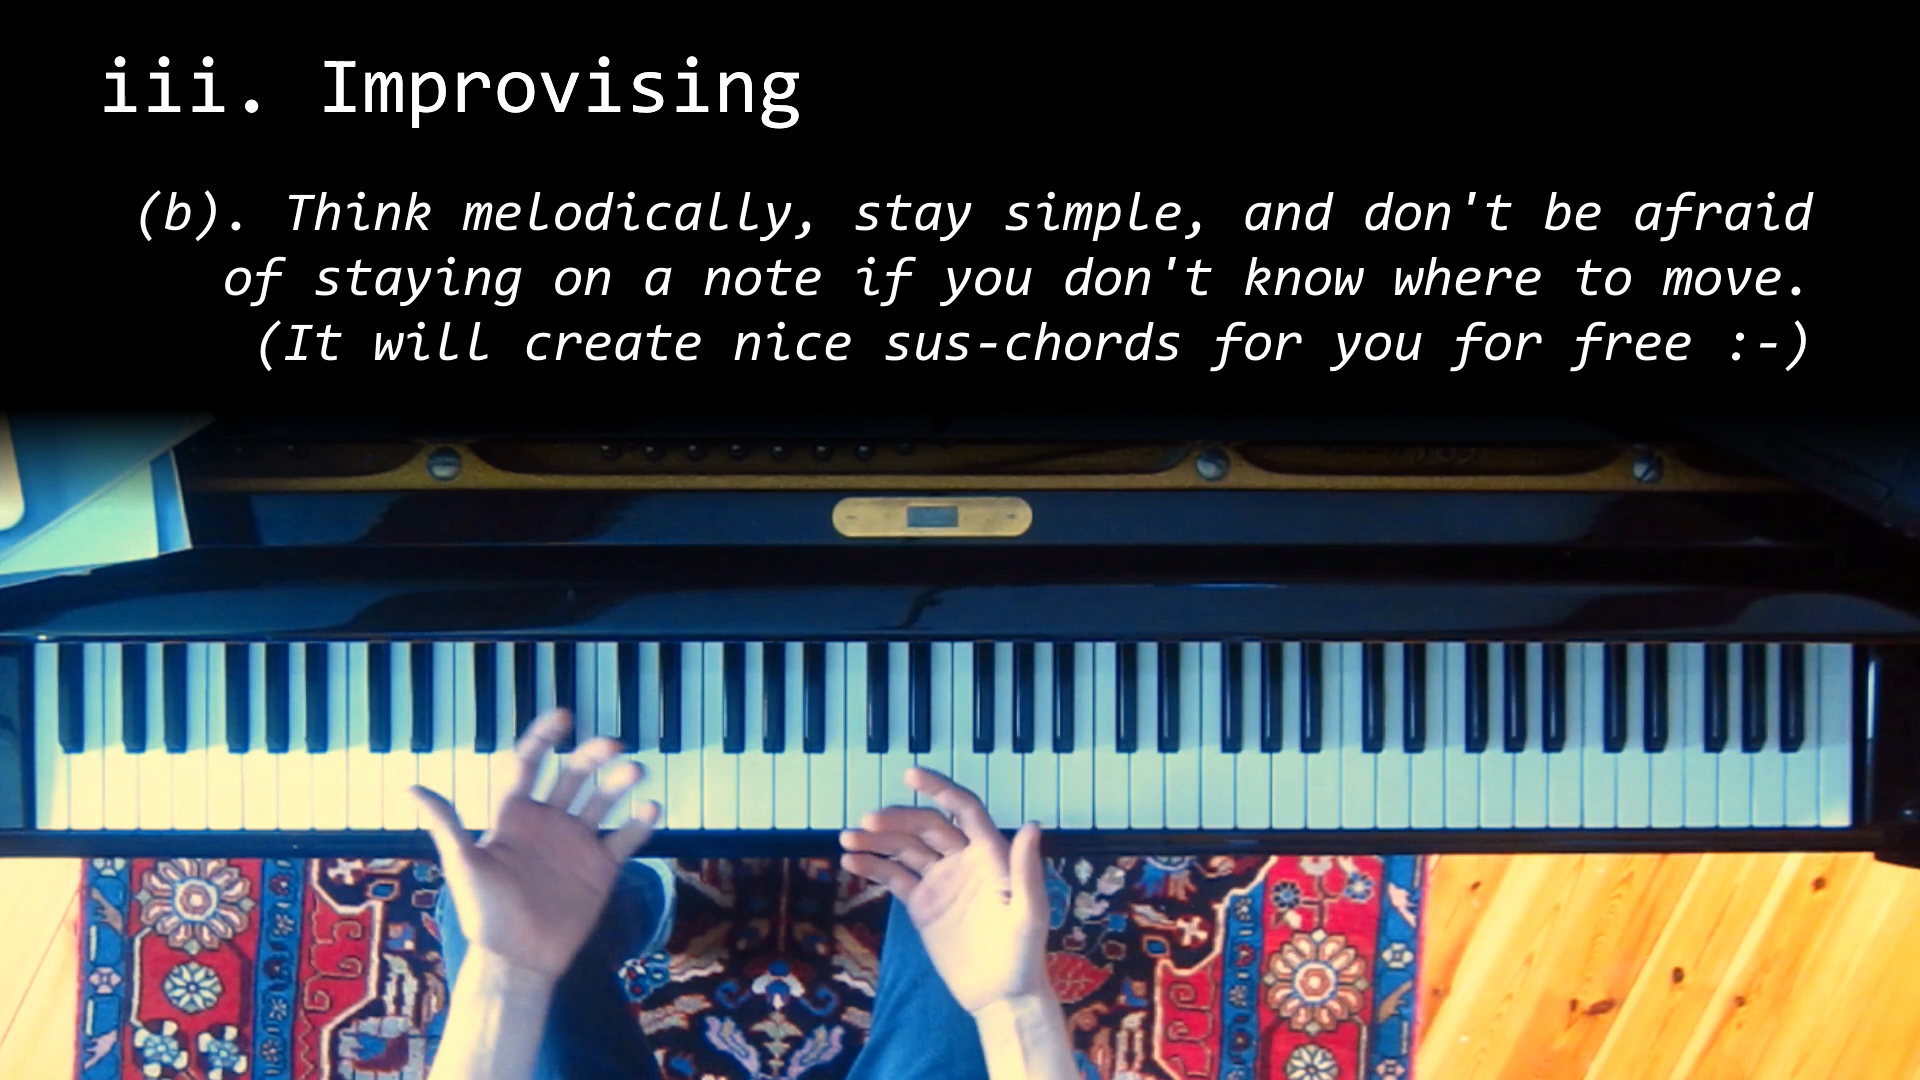 iii. Improvising
(b). Think melodically, stay simple, and don't be afraid
of staying on a note if you don't know where to move.
(It will create nice sus-chords for you for free :-)